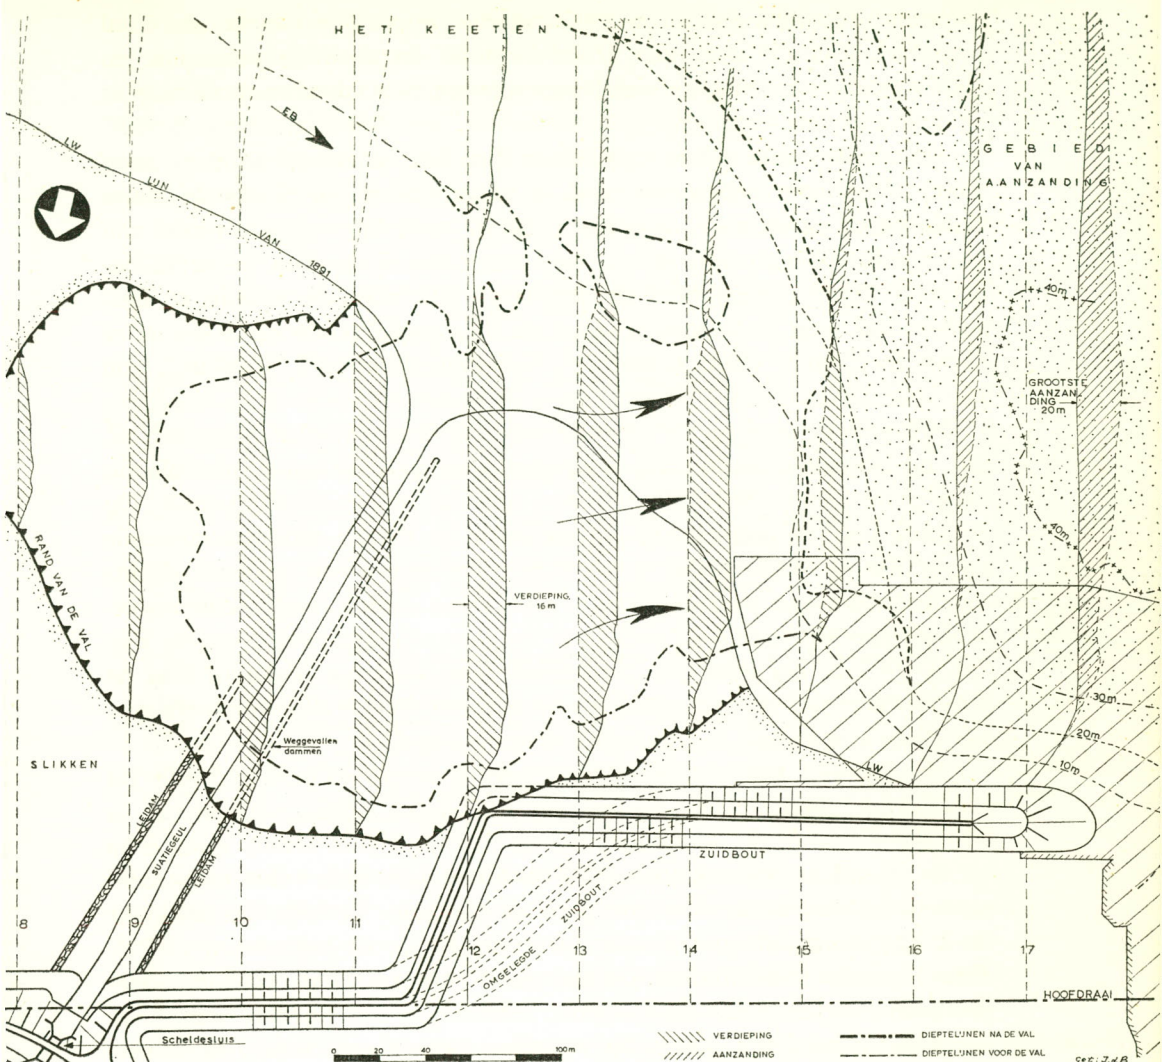 HET KEETEN
EB
LW LIJN VAN 1891
GEBIED
VAN
AANZANDING
40m
GROOTSTE
AANZAN-
DING
20m
40m
RAND VAN DE VAL
VERDIEPING
16 m
30m
20m
10m
LW
Weggevallen
dammen
SLIKKEN
LEIDAM
SUATIEGEUL
LEIDAM
ZUIDBOUT
OMGELEGDE ZUIDBOUT
8 9 10 11 12 13 14 15 16 17
HOOFDRAAI
Scheldesluis
0 20 40 100m
VERDIEPING
AANZANDING
DIEPTELIJNEN NA DE VAL
DIEPTELIJNEN VOOR DE VAL